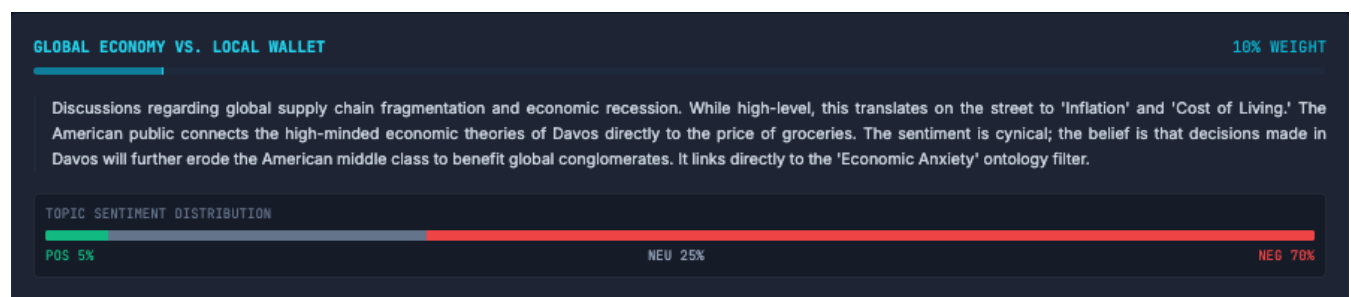 GLOBAL ECONOMY VS. LOCAL WALLET
10% WEIGHT
Discussions regarding global supply chain fragmentation and economic recession. While high-level, this translates on the street to 'Inflation' and 'Cost of Living.' The
American public connects the high-minded economic theories of Davos directly to the price of groceries. The sentiment is cynical; the belief is that decisions made in
Davos will further erode the American middle class to benefit global conglomerates. It links directly to the 'Economic Anxiety' ontology filter.
TOPIC SENTIMENT DISTRIBUTION
POS 5%
NEU 25%
NEG 70%